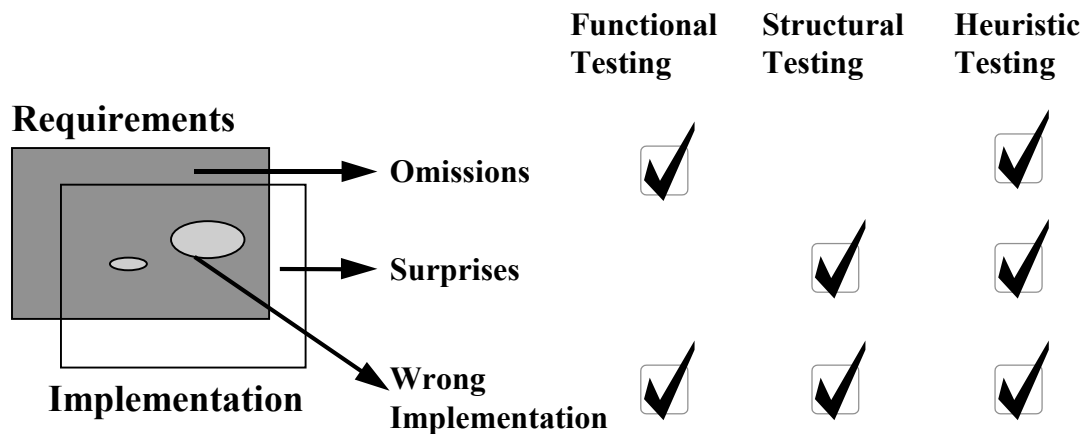 Functional
Testing
Structural
Testing
Heuristic
Testing
Requirements
Omissions
Surprises
Wrong
Implementation
Implementation